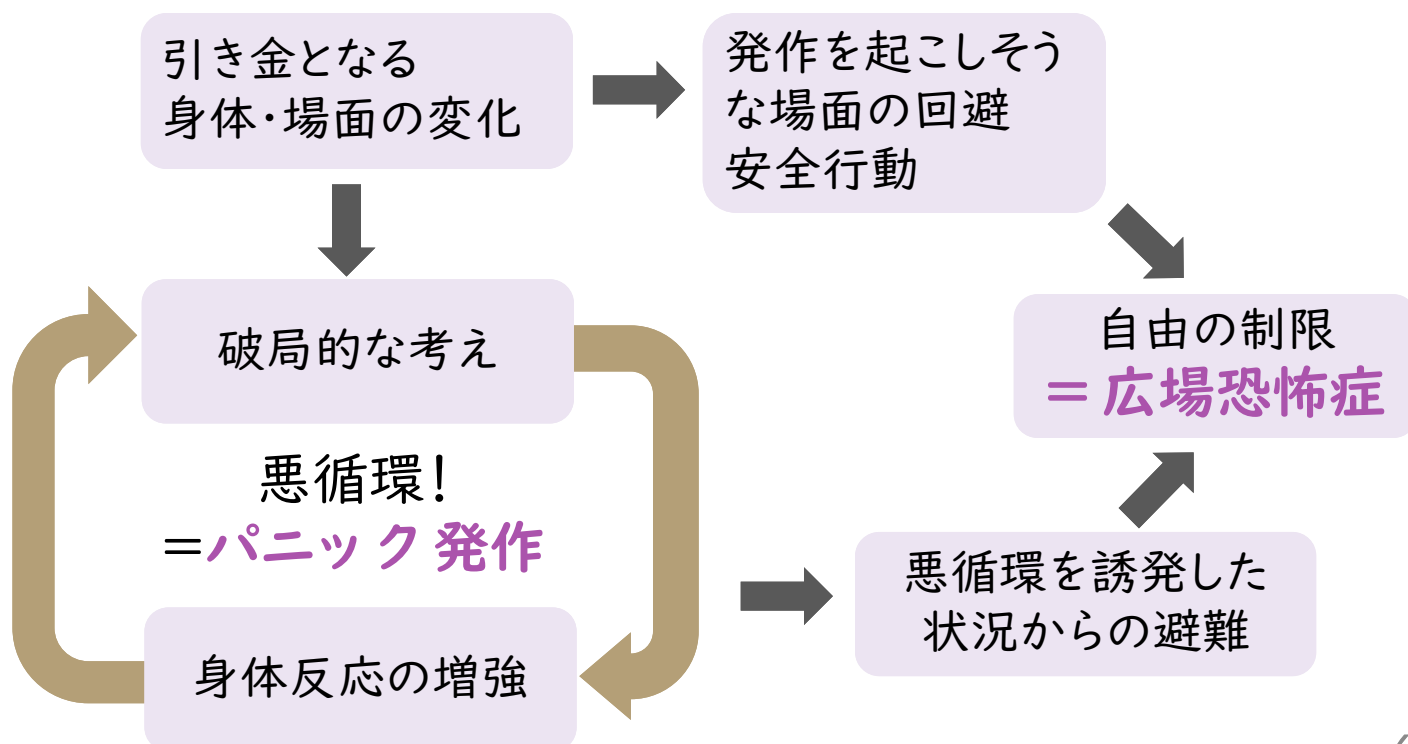 引き金となる
身体・場面の変化
発作を起こしそう
な場面の回避
安全行動
破局的な考え
自由の制限
＝広場恐怖症
悪循環！
＝パニック発作
悪循環を誘発した
状況からの避難
身体反応の増強